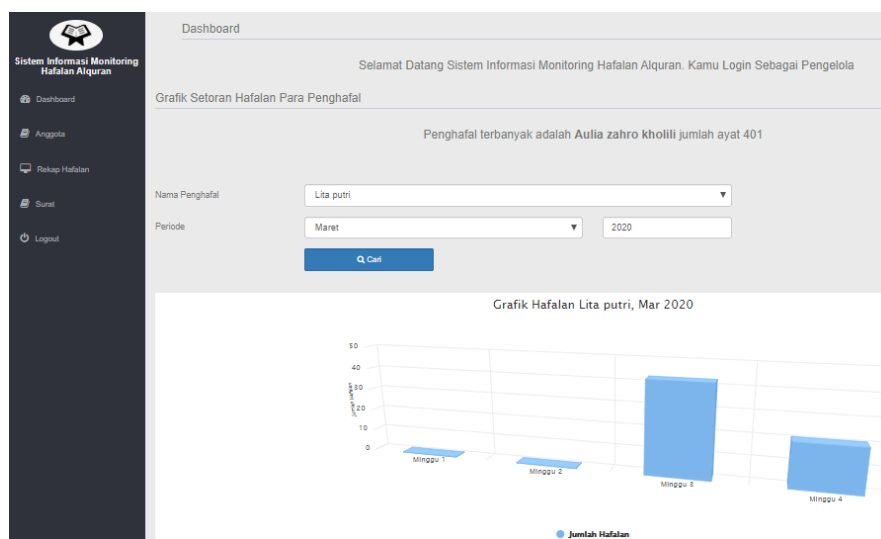 Sistem Informasi Monitoring
Hafalan Alquran
Dashboard
Anggota
Rekap Hafalan
Surat
Logout
Dashboard
Selamat Datang Sistem Informasi Monitoring Hafalan Alquran. Kamu Login Sebagai Pengelola
Grafik Setoran Hafalan Para Penghafal
Penghafal terbanyak adalah Aulia zahro kholili jumlah ayat 401
Nama Penghafal
Lita putri
Periode
Maret
2020
Cari
Grafik Hafalan Lita putri, Mar 2020
50
40
30
20
10
0
Jumlah Hafalan
Minggu 1
Minggu 2
Minggu 3
Minggu 4
Jumlah Hafalan